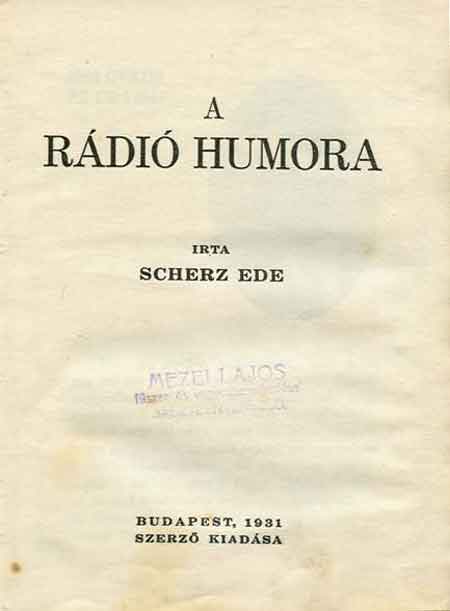 A
RÁDIÓ HUMORA
IRTA
SCHERZ EDE
MEZEI LAJOS
BUDAPEST, 1931
SZERZŐ KIADÁSA